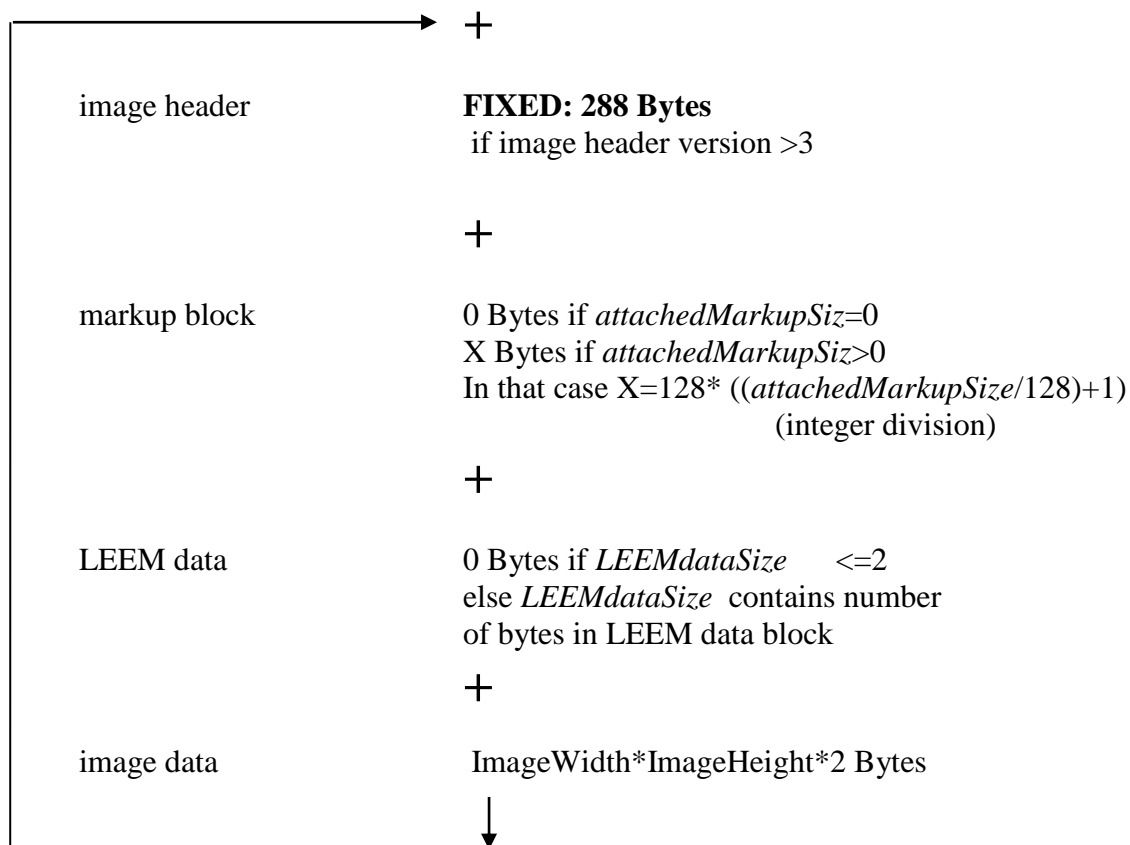 +
image header FIXED: 288 Bytes
if image header version >3
+
markup block 0 Bytes if attachedMarkupSiz=0
X Bytes if attachedMarkupSiz>0
In that case X=128* ((attachedMarkupSize/128)+1)
(integer division)
+
LEEM data 0 Bytes if LEEMdataSize <=2
else LEEMdataSize contains number
of bytes in LEEM data block
+
image data ImageWidth*ImageHeight*2 Bytes